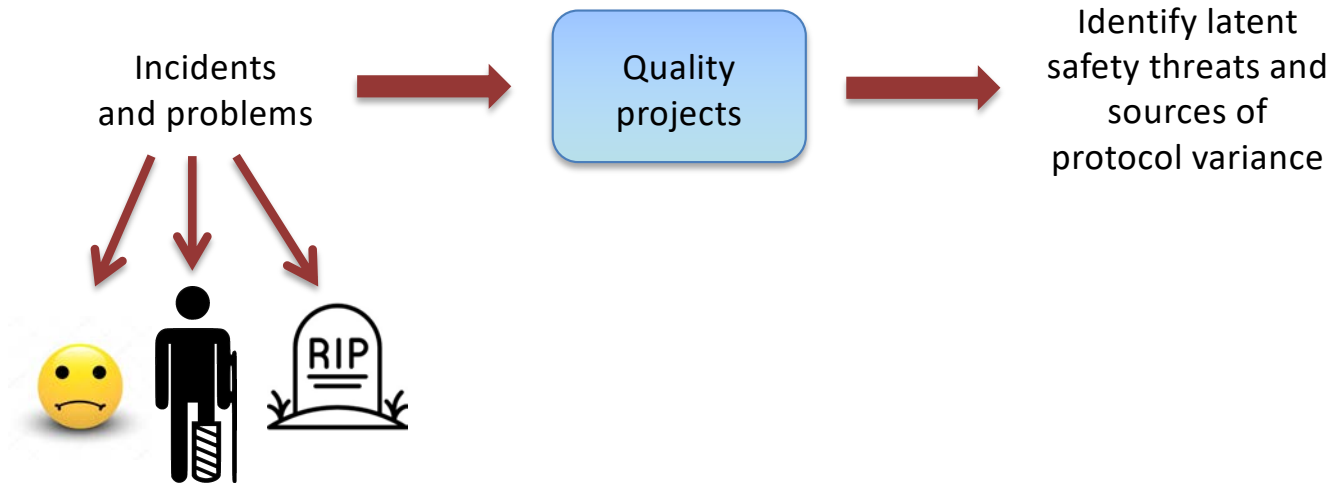 Incidents
and problems
Quality
projects
Identify latent
safety threats and
sources of
protocol variance
RIP